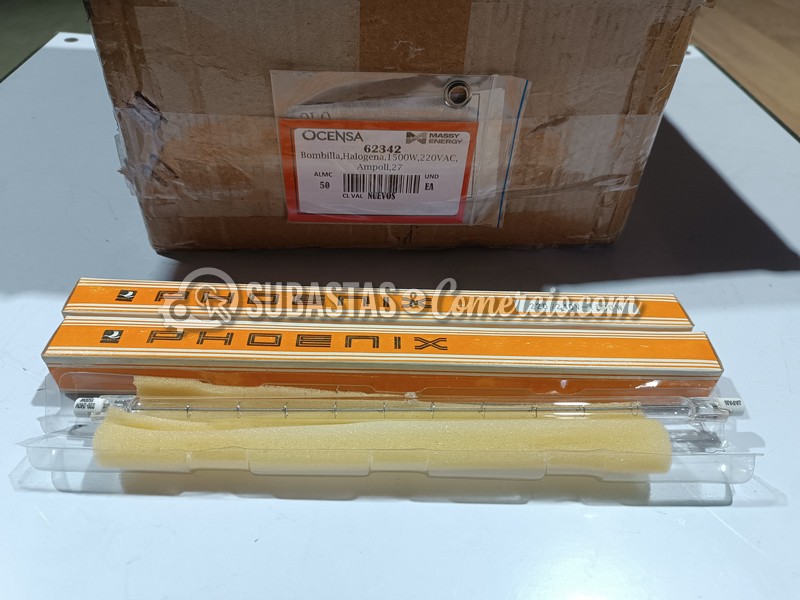 OCENSA MASSY ENERGY
62342
Bombilla,Halogena,1500W,220VAC,
Ampoll,27
ALMC UND
50 EA
CL VAL NUEVOS
SUBASTAS & Comercio.com
PHOENIX
PHOENIX
JAPAN